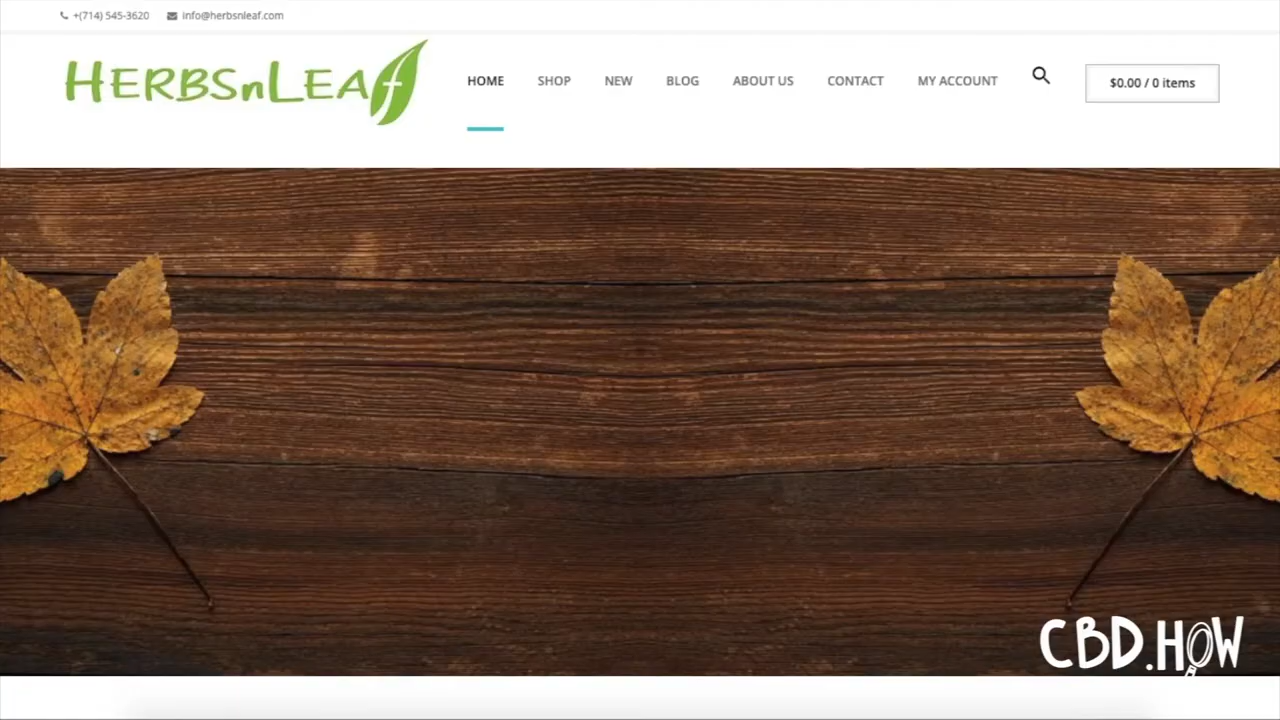 +(714) 545-3620 info@herbsnleaf.com
HERBSnLEAf
HOME SHOP NEW BLOG ABOUT US CONTACT MY ACCOUNT $0.00 / 0 items
CBD.HOW